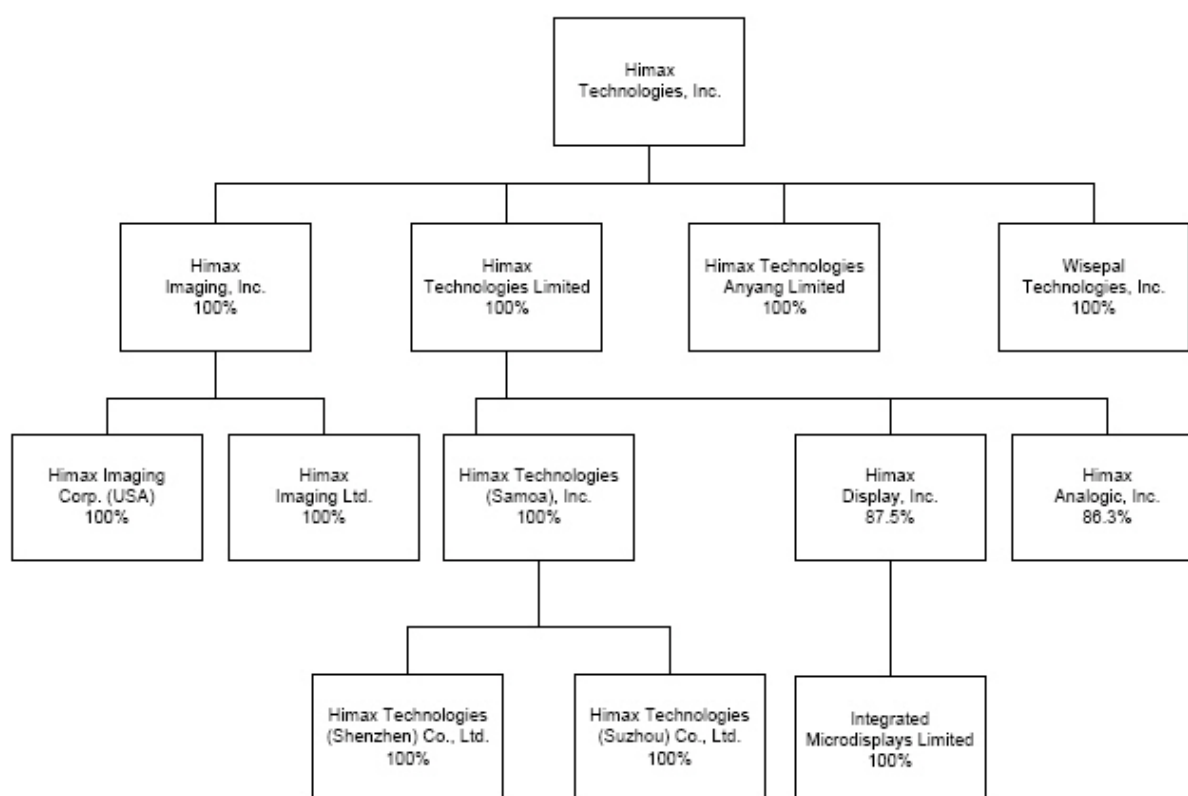 Himax
Technologies, Inc.
Himax
Imaging, Inc.
100%
Himax
Technologies Limited
100%
Himax Technologies
Anyang Limited
100%
Wisepal
Technologies, Inc.
100%
Himax Imaging
Corp. (USA)
100%
Himax
Imaging Ltd.
100%
Himax Technologies
(Samoa), Inc.
100%
Himax
Display, Inc.
87.5%
Himax
Analogic, Inc.
86.3%
Himax Technologies
(Shenzhen) Co., Ltd.
100%
Himax Technologies
(Suzhou) Co., Ltd.
100%
Integrated
Microdisplays Limited
100%